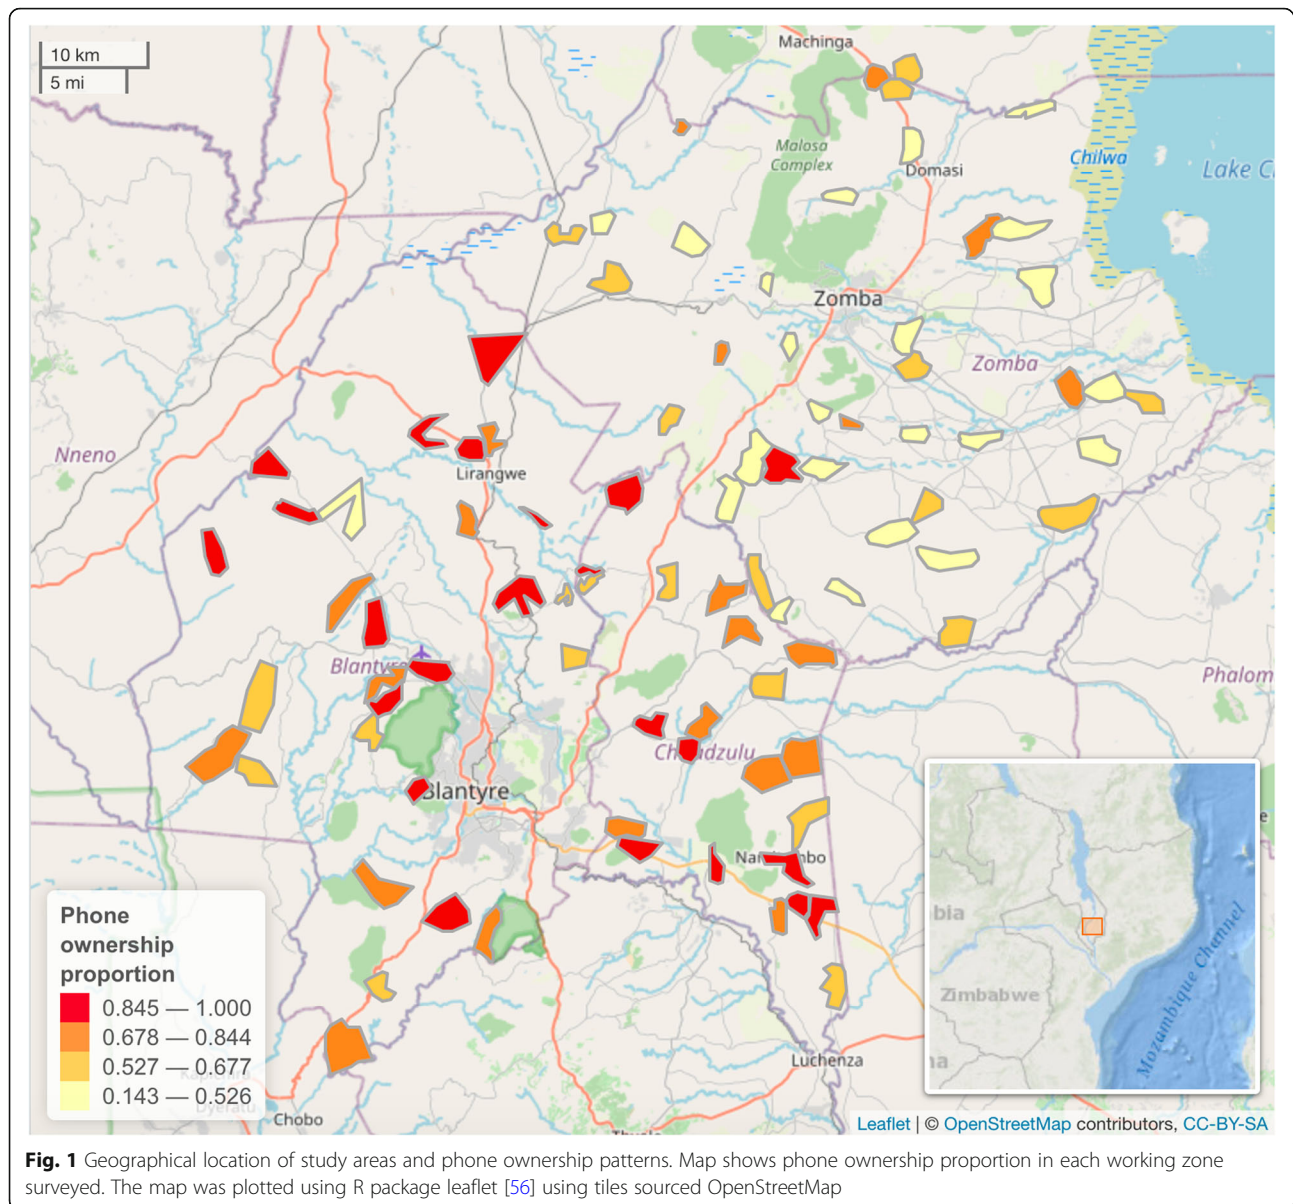 10 km
5 mi
Machinga
Malosa
Complex
Domasi
Chilwa
Lake C
Zomba
Zomba
Nneno
Lirangwe
Blantyre
Phalom
Blantyre
Luchenza
Chobo
Phone
ownership
proportion
0.845 — 1.000
0.678 — 0.844
0.527 — 0.677
0.143 — 0.526
bia
Zimbabwe
Mozambique Channel
Leaflet | © OpenStreetMap contributors, CC-BY-SA
Fig. 1 Geographical location of study areas and phone ownership patterns. Map shows phone ownership proportion in each working zone
surveyed. The map was plotted using R package leaflet [56] using tiles sourced OpenStreetMap